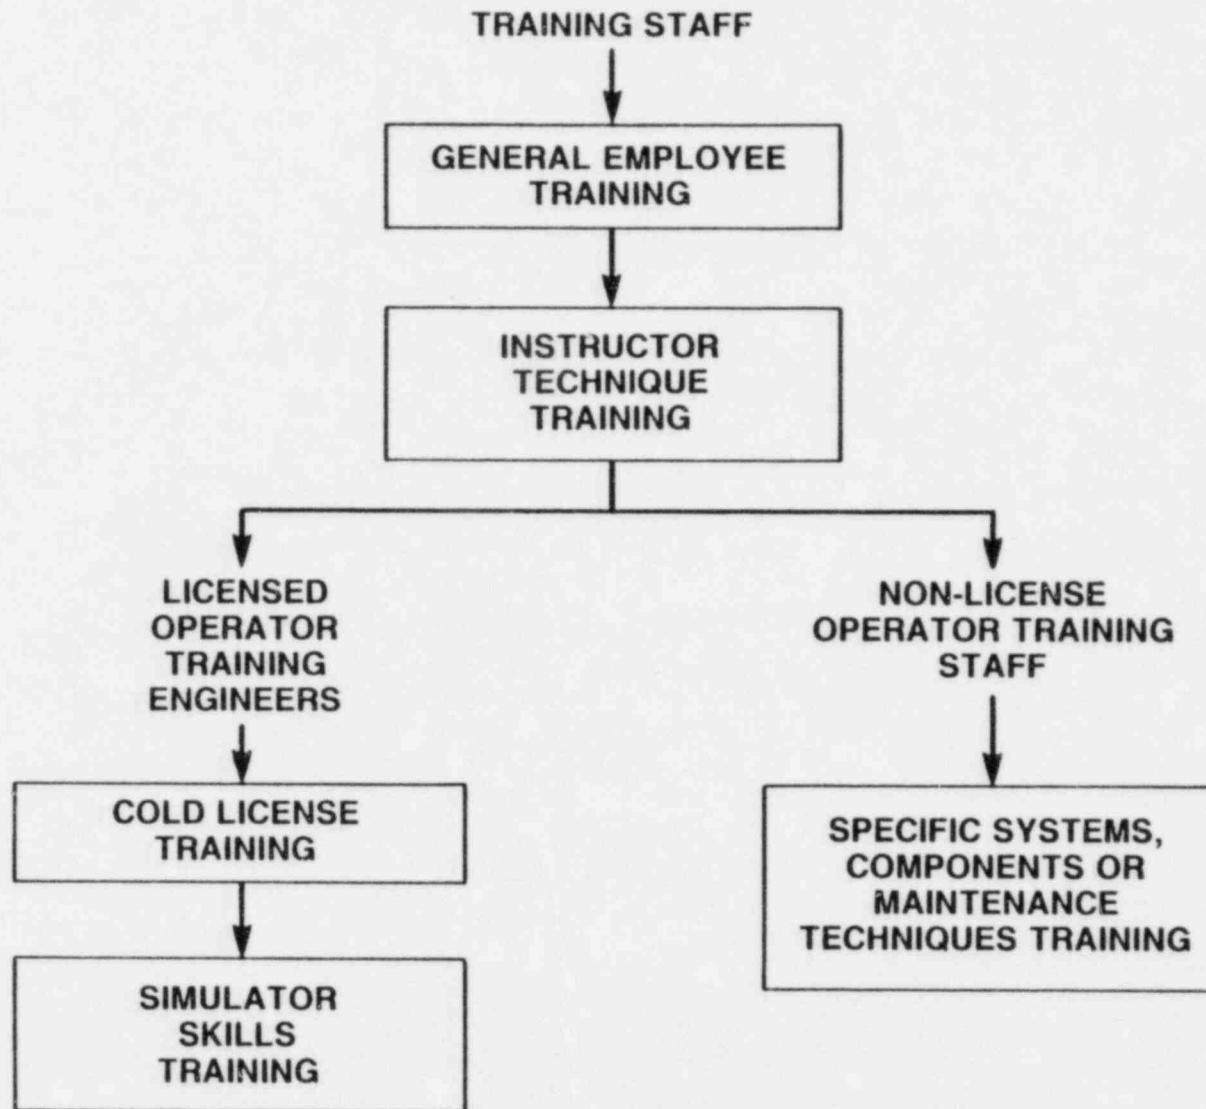 TRAINING STAFF
GENERAL EMPLOYEE
TRAINING
INSTRUCTOR
TECHNIQUE
TRAINING
LICENSED
OPERATOR
TRAINING
ENGINEERS
COLD LICENSE
TRAINING
SIMULATOR
SKILLS
TRAINING
NON-LICENSE
OPERATOR TRAINING
STAFF
SPECIFIC SYSTEMS,
COMPONENTS OR
MAINTENANCE
TECHNIQUES TRAINING